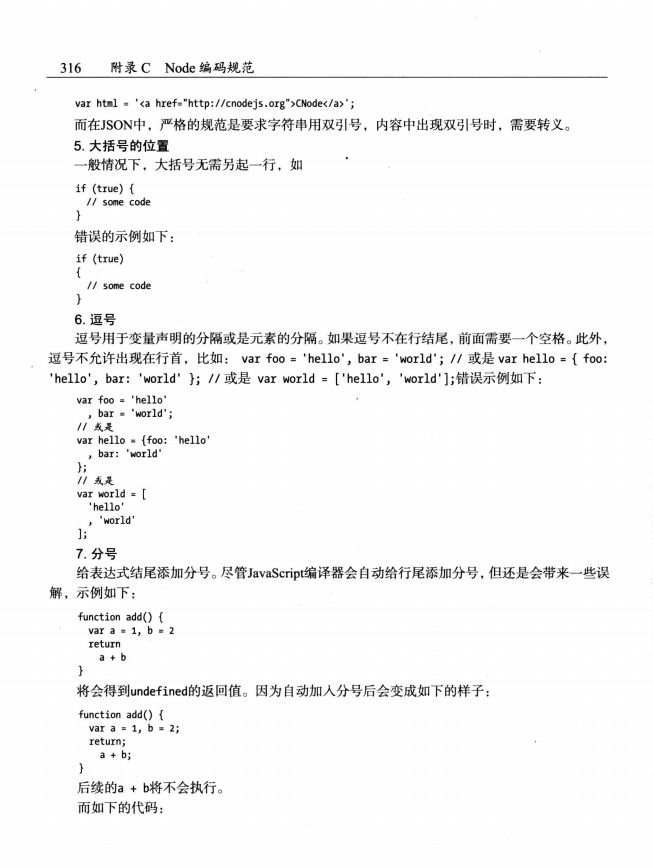 316 附录 C Node 编码规范
var html = '<a href="http://cnodejs.org">CNode</a>';
而在JSON中，严格的规范是要求字符串用双引号，内容中出现双引号时，需要转义。
5. 大括号的位置
一般情况下，大括号无需另起一行，如
if (true) {
  // some code
}
错误的示例如下：
if (true)
{
  // some code
}
6. 逗号
逗号用于变量声明的分隔或是元素的分隔。如果逗号不在行结尾，前面需要一个空格。此外，
逗号不允许出现在行首，比如： var foo = 'hello', bar = 'world'; // 或是 var hello = { foo:
'hello', bar: 'world' }; // 或是 var world = ['hello', 'world'];错误示例如下：
var foo = 'hello'
  , bar = 'world';
// 或是
var hello = {foo: 'hello'
  , bar: 'world'
};
// 或是
var world = [
  'hello'
  , 'world'
];
7. 分号
给表达式结尾添加分号。尽管JavaScript编译器会自动给行尾添加分号，但还是会带来一些误
解，示例如下：
function add() {
  var a = 1, b = 2
  return
    a + b
}
将会得到undefined的返回值。因为自动加入分号后会变成如下的样子：
function add() {
  var a = 1, b = 2;
  return;
    a + b;
}
后续的a + b将不会执行。
而如下的代码：